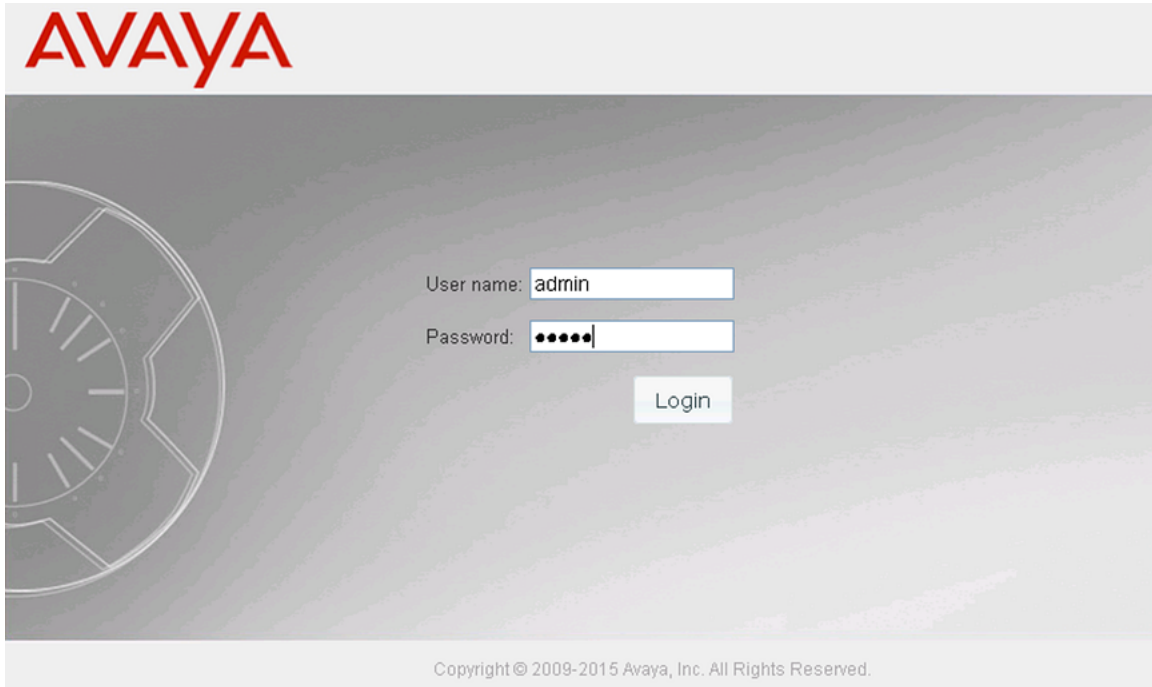 AVAYA
User name: admin
Password: •••••
Login
Copyright © 2009-2015 Avaya, Inc. All Rights Reserved.